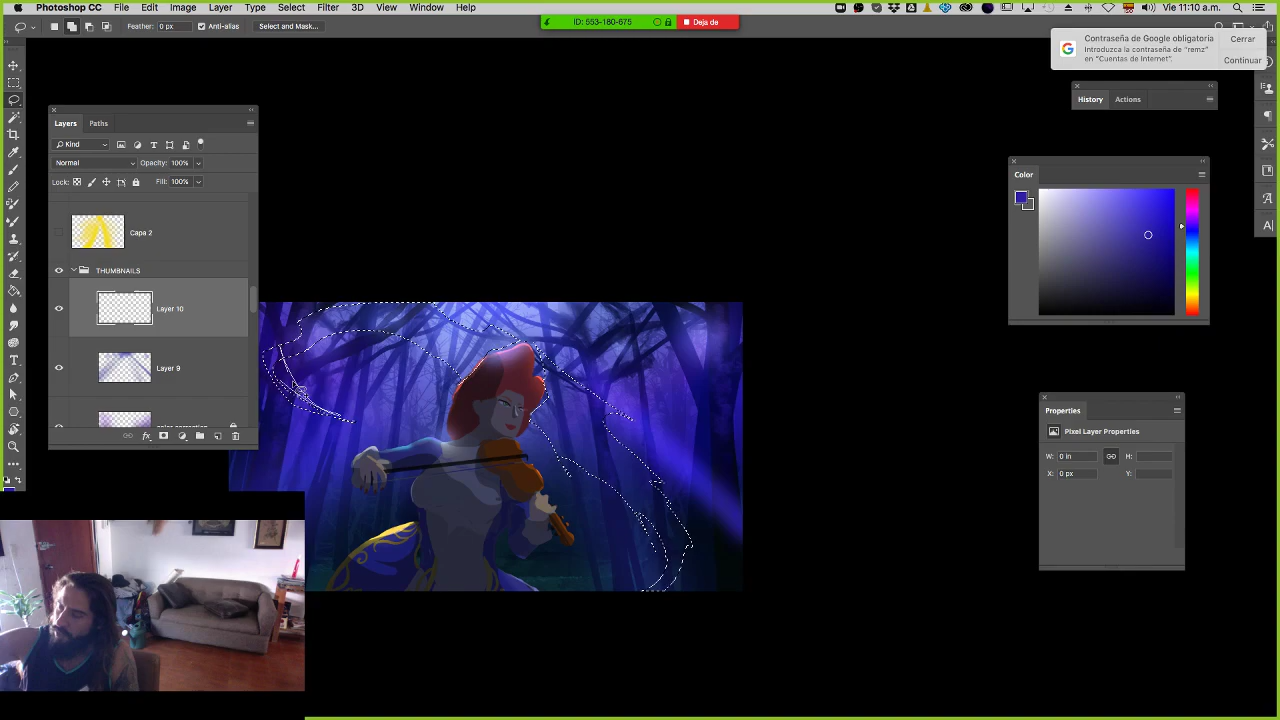 Photoshop CC File Edit Image Layer Type Select Filter 3D View Window Help
Vie 11:10 a.m.
ID: 553-180-675 Deja de
Feather: 0 px Anti-alias Select and Mask...
Contraseña de Google obligatoria
Introduzca la contraseña de "remz"
en "Cuentas de Internet".
Cerrar
Continuar
History Actions
Layers Paths
Kind
Normal Opacity: 100%
Lock: Fill: 100%
Capa 2
THUMBNAILS
Layer 10
Layer 9
color correction
fx
Color
Properties
Pixel Layer Properties
W: 0 in H:
X: 0 px Y: